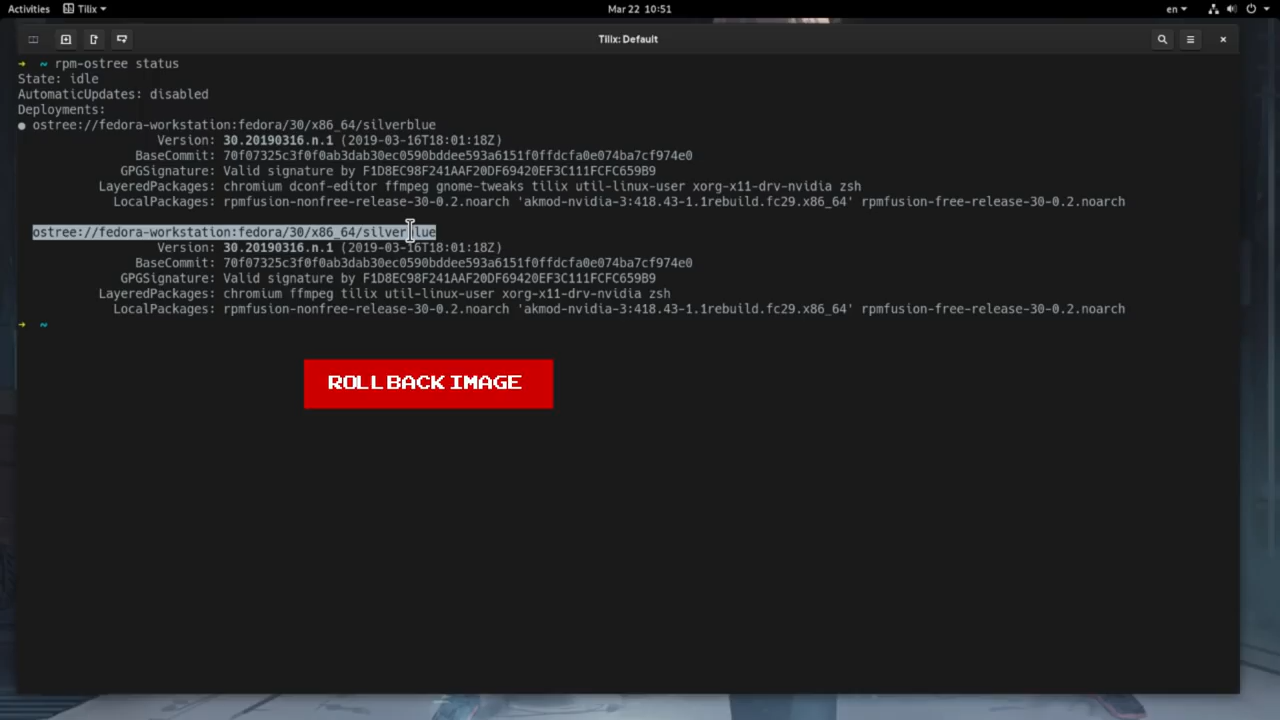 Activities Tilix Mar 22 10:51 en
Tilix: Default
➜ ~ rpm-ostree status
State: idle
AutomaticUpdates: disabled
Deployments:
● ostree://fedora-workstation:fedora/30/x86_64/silverblue
Version: 30.20190316.n.1 (2019-03-16T18:01:18Z)
BaseCommit: 70f07325c3f0f0ab3dab30ec0590bddee593a6151f0ffdcfa0e074ba7cf974e0
GPGSignature: Valid signature by F1D8EC98F241AAF20DF69420EF3C111FCFC659B9
LayeredPackages: chromium dconf-editor ffmpeg gnome-tweaks tilix util-linux-user xorg-x11-drv-nvidia zsh
LocalPackages: rpmfusion-nonfree-release-30-0.2.noarch 'akmod-nvidia-3:418.43-1.1rebuild.fc29.x86_64' rpmfusion-free-release-30-0.2.noarch
ostree://fedora-workstation:fedora/30/x86_64/silverblue
Version: 30.20190316.n.1 (2019-03-16T18:01:18Z)
BaseCommit: 70f07325c3f0f0ab3dab30ec0590bddee593a6151f0ffdcfa0e074ba7cf974e0
GPGSignature: Valid signature by F1D8EC98F241AAF20DF69420EF3C111FCFC659B9
LayeredPackages: chromium ffmpeg tilix util-linux-user xorg-x11-drv-nvidia zsh
LocalPackages: rpmfusion-nonfree-release-30-0.2.noarch 'akmod-nvidia-3:418.43-1.1rebuild.fc29.x86_64' rpmfusion-free-release-30-0.2.noarch
➜ ~
ROLLBACK IMAGE